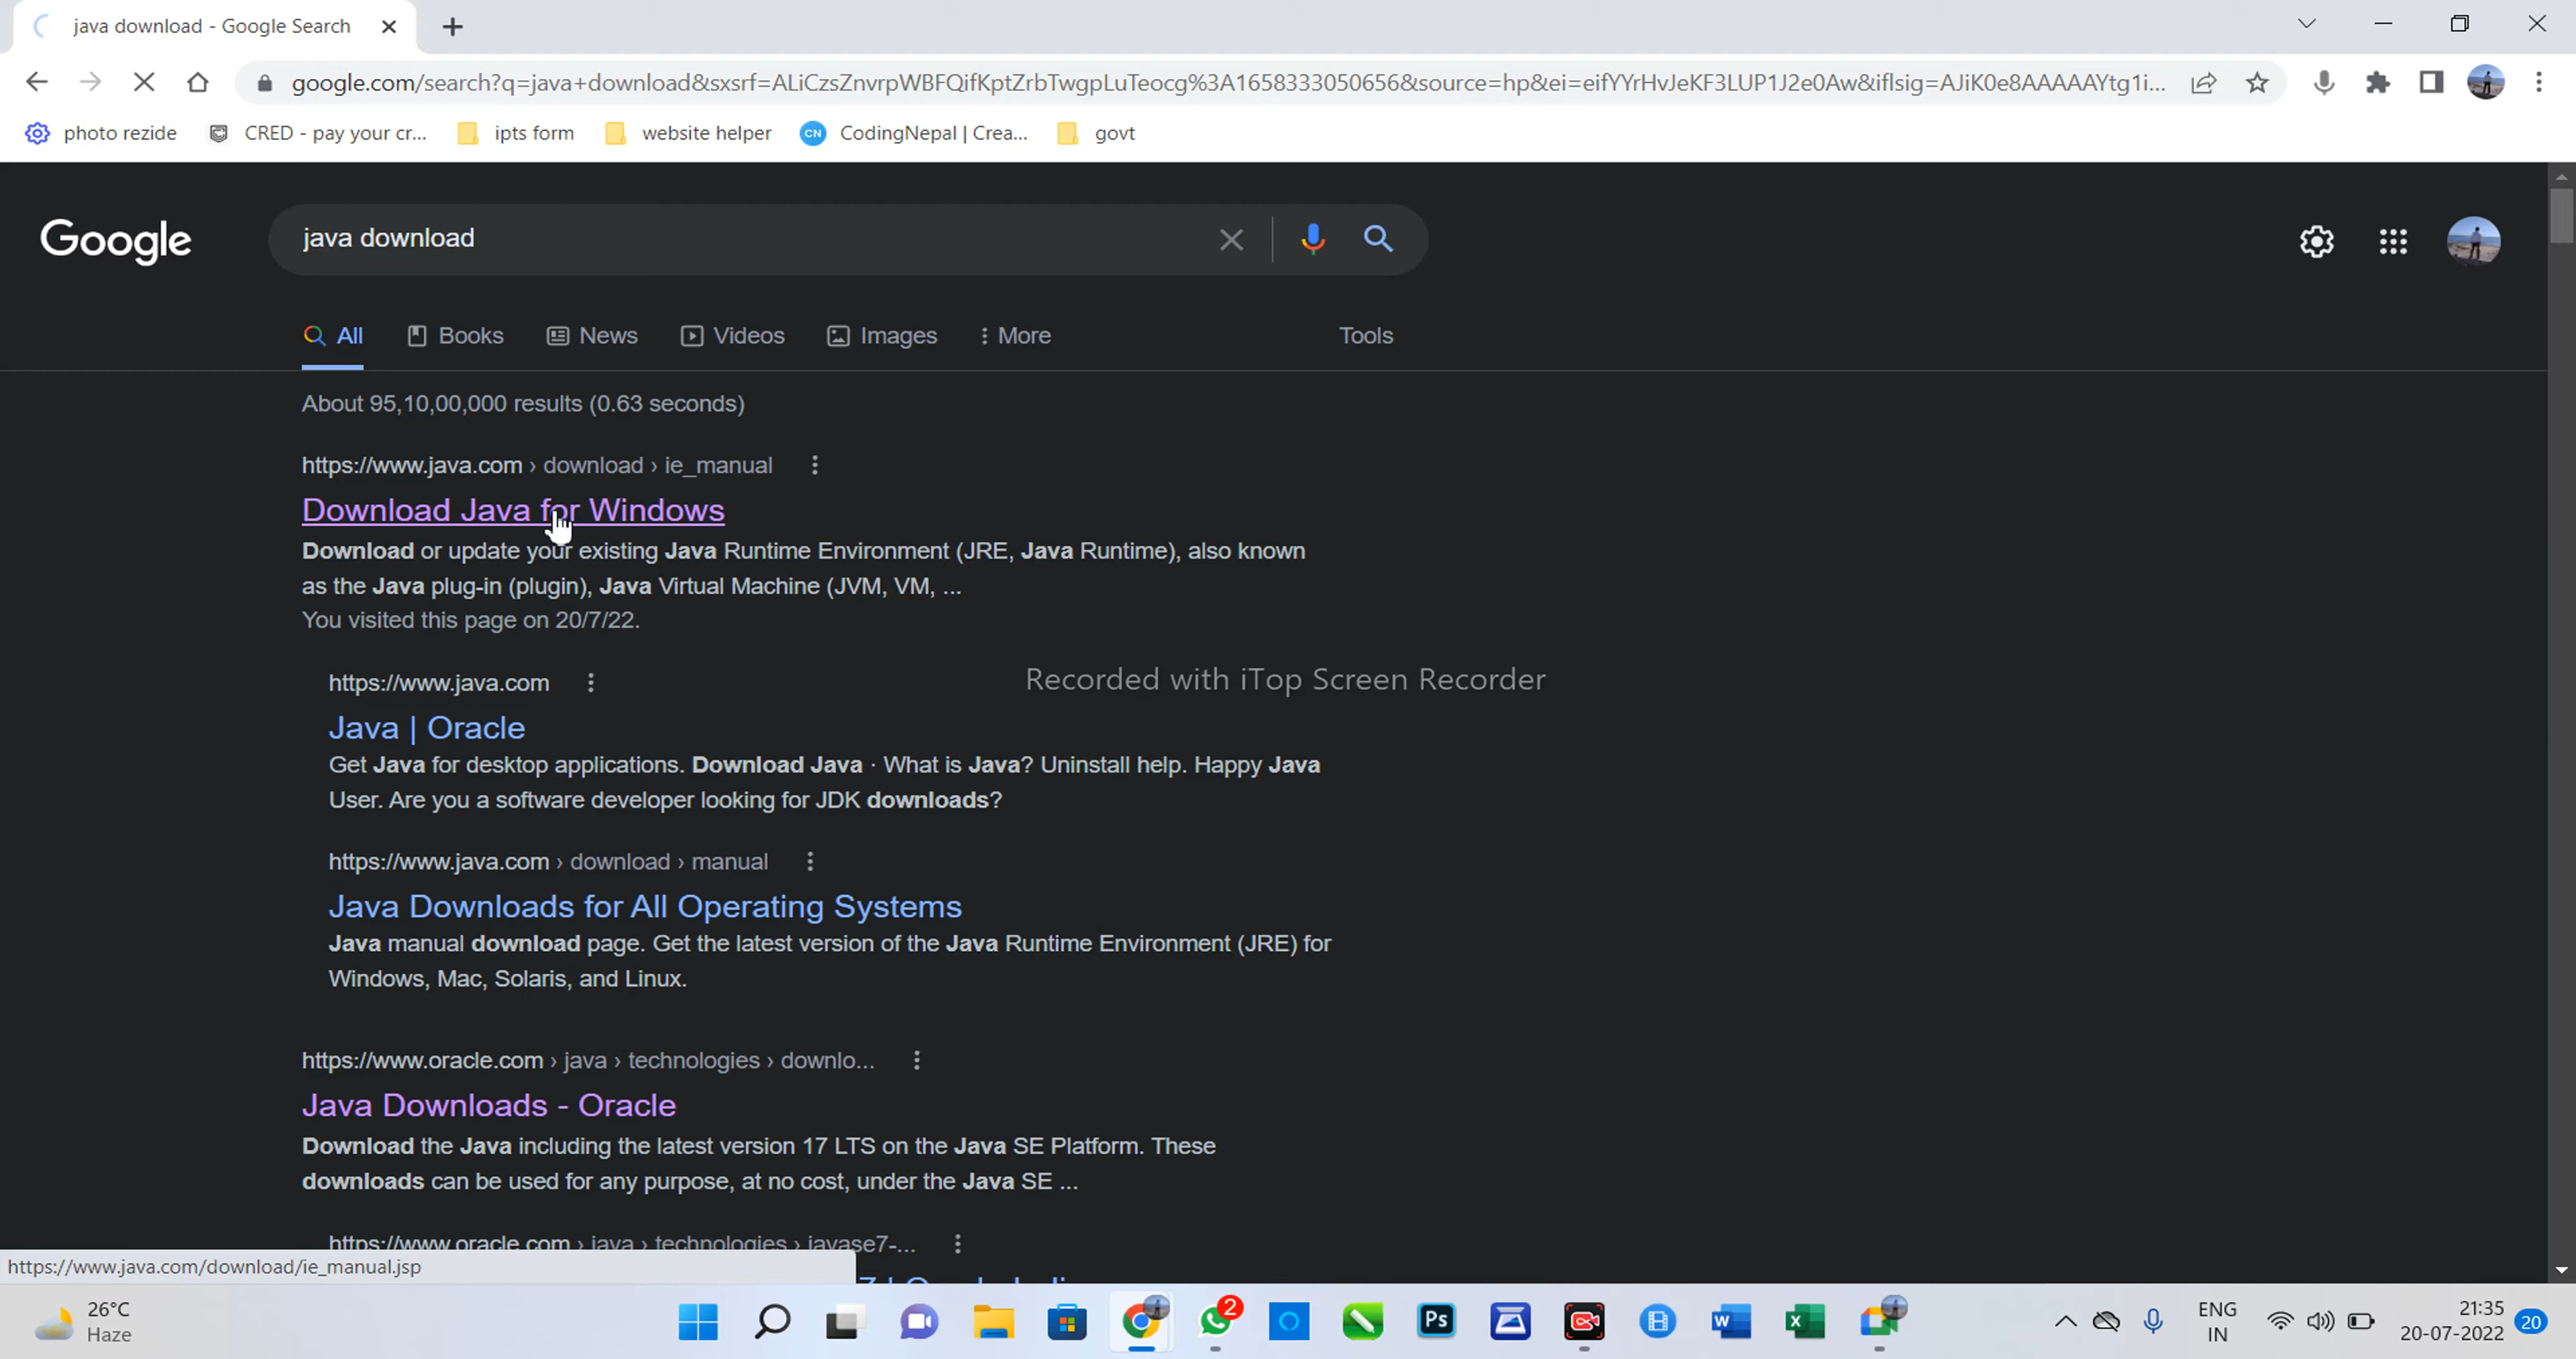 java download - Google Search
google.com/search?q=java+download&sxsrf=ALiCzsZnvrpWBFQifKptZrbTwgpLuTeocg%3A1658333050656&source=hp&ei=eifYYrHvJeKF3LUP1J2e0Aw&iflsig=AJiK0e8AAAAAYtg1i...
photo rezide CRED - pay your cr... ipts form website helper CN CodingNepal | Crea... govt
Google java download
All Books News Videos Images More Tools
About 95,10,00,000 results (0.63 seconds)
https://www.java.com › download › ie_manual
Download Java for Windows
Download or update your existing Java Runtime Environment (JRE, Java Runtime), also known
as the Java plug-in (plugin), Java Virtual Machine (JVM, VM, ...
You visited this page on 20/7/22.
https://www.java.com
Recorded with iTop Screen Recorder
Java | Oracle
Get Java for desktop applications. Download Java · What is Java? Uninstall help. Happy Java
User. Are you a software developer looking for JDK downloads?
https://www.java.com › download › manual
Java Downloads for All Operating Systems
Java manual download page. Get the latest version of the Java Runtime Environment (JRE) for
Windows, Mac, Solaris, and Linux.
https://www.oracle.com › java › technologies › downlo...
Java Downloads - Oracle
Download the Java including the latest version 17 LTS on the Java SE Platform. These
downloads can be used for any purpose, at no cost, under the Java SE ...
https://www.oracle.com › java › technologies › javase7-...
https://www.java.com/download/ie_manual.jsp
26°C
Haze
2
Ps
W
X
ENG
IN
21:35
20-07-2022
20